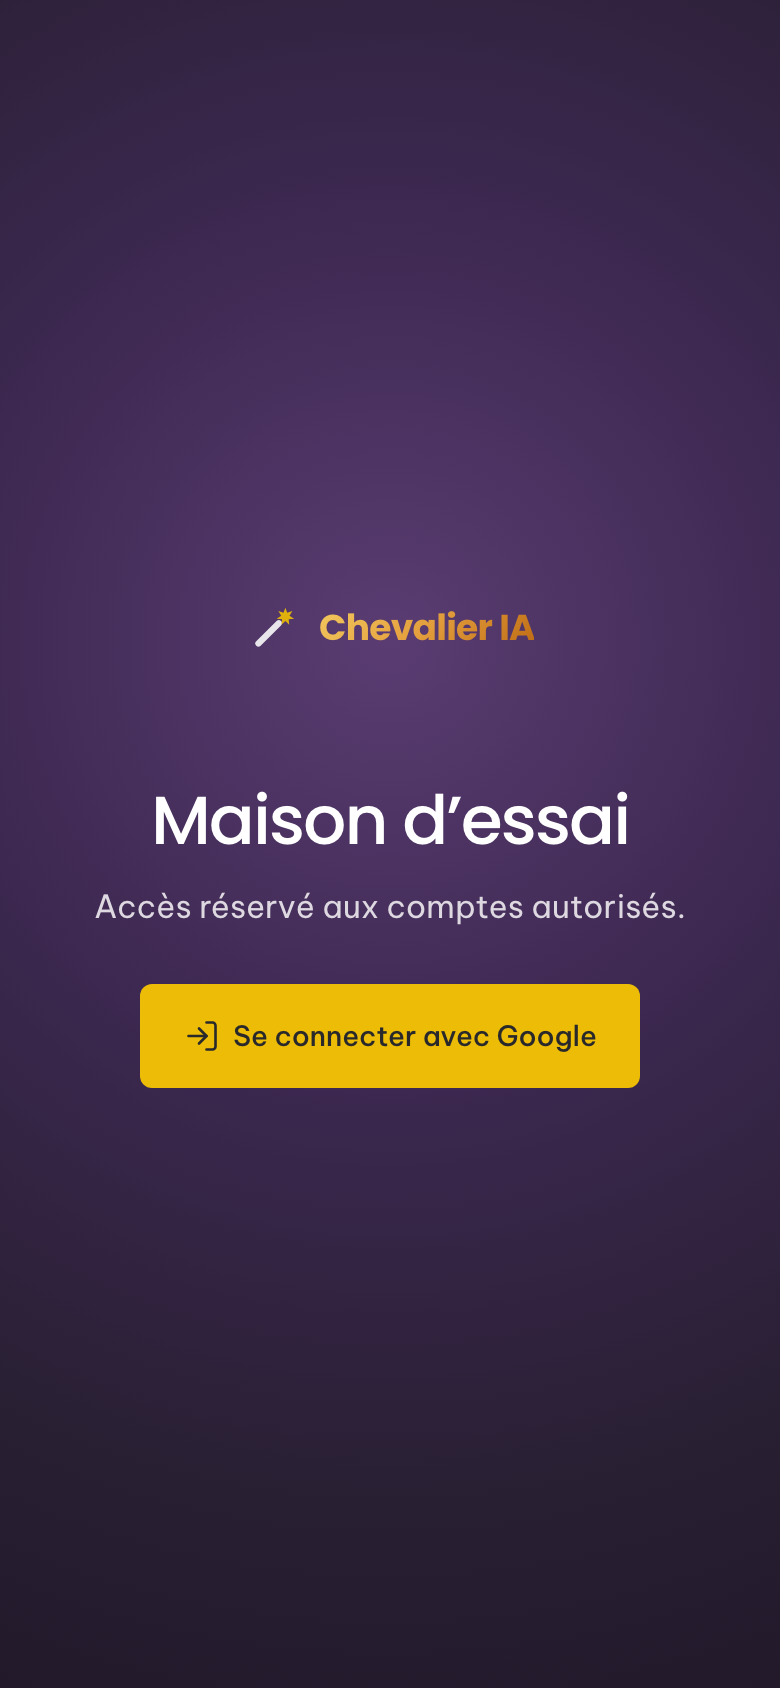 Chevalier IA
Maison d’essai
Accès réservé aux comptes autorisés.
Se connecter avec Google